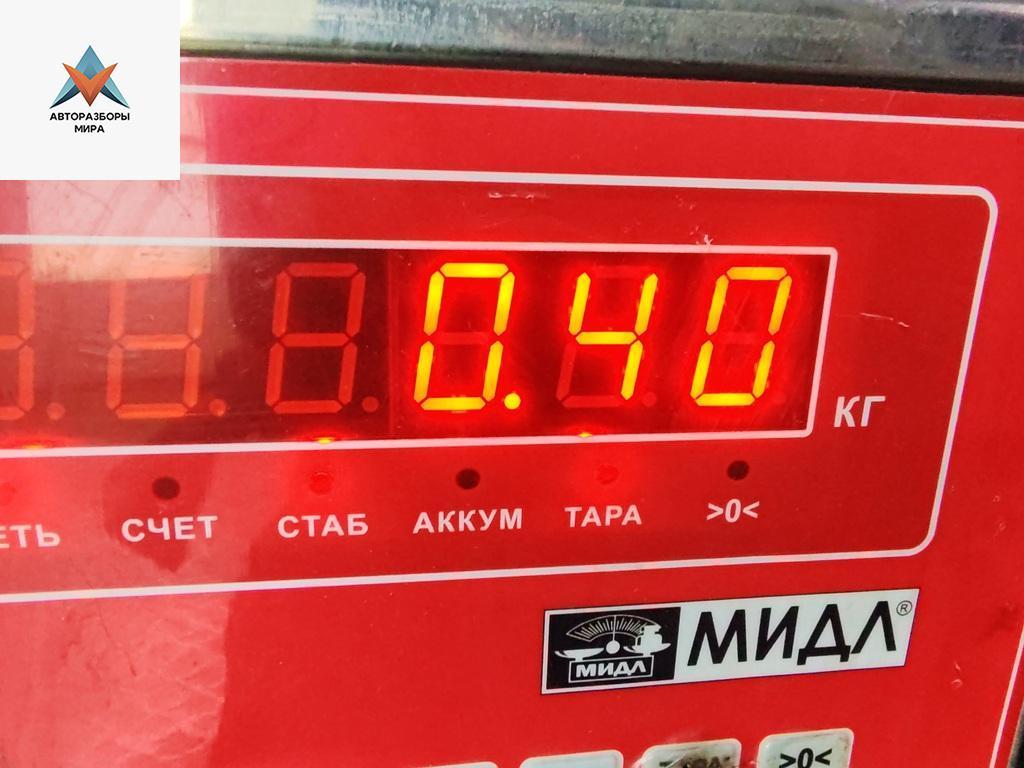 АВТОРАЗБОРЫ
МИРА
0.40
КГ
СЧЕТ СТАБ АККУМ ТАРА >0<
МИДЛ МИДЛ®
>0<